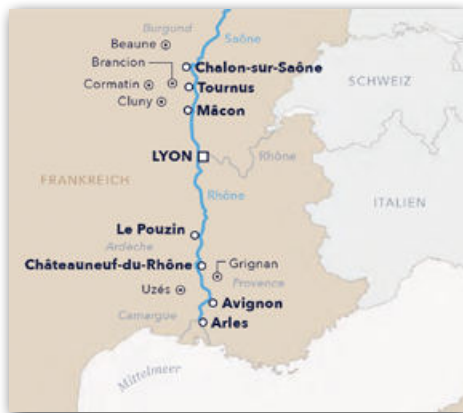 Burgund
Saône
Beaune
Brancion
Chalon-sur-Saône
Cormatin
Tournus
Cluny
Mâcon
SCHWEIZ
LYON
Rhône
FRANKREICH
Rhône
ITALIEN
Le Pouzin
Ardèche
Châteauneuf-du-Rhône
Grignan
Uzés
Provence
Avignon
Camargue
Arles
Mittelmeer